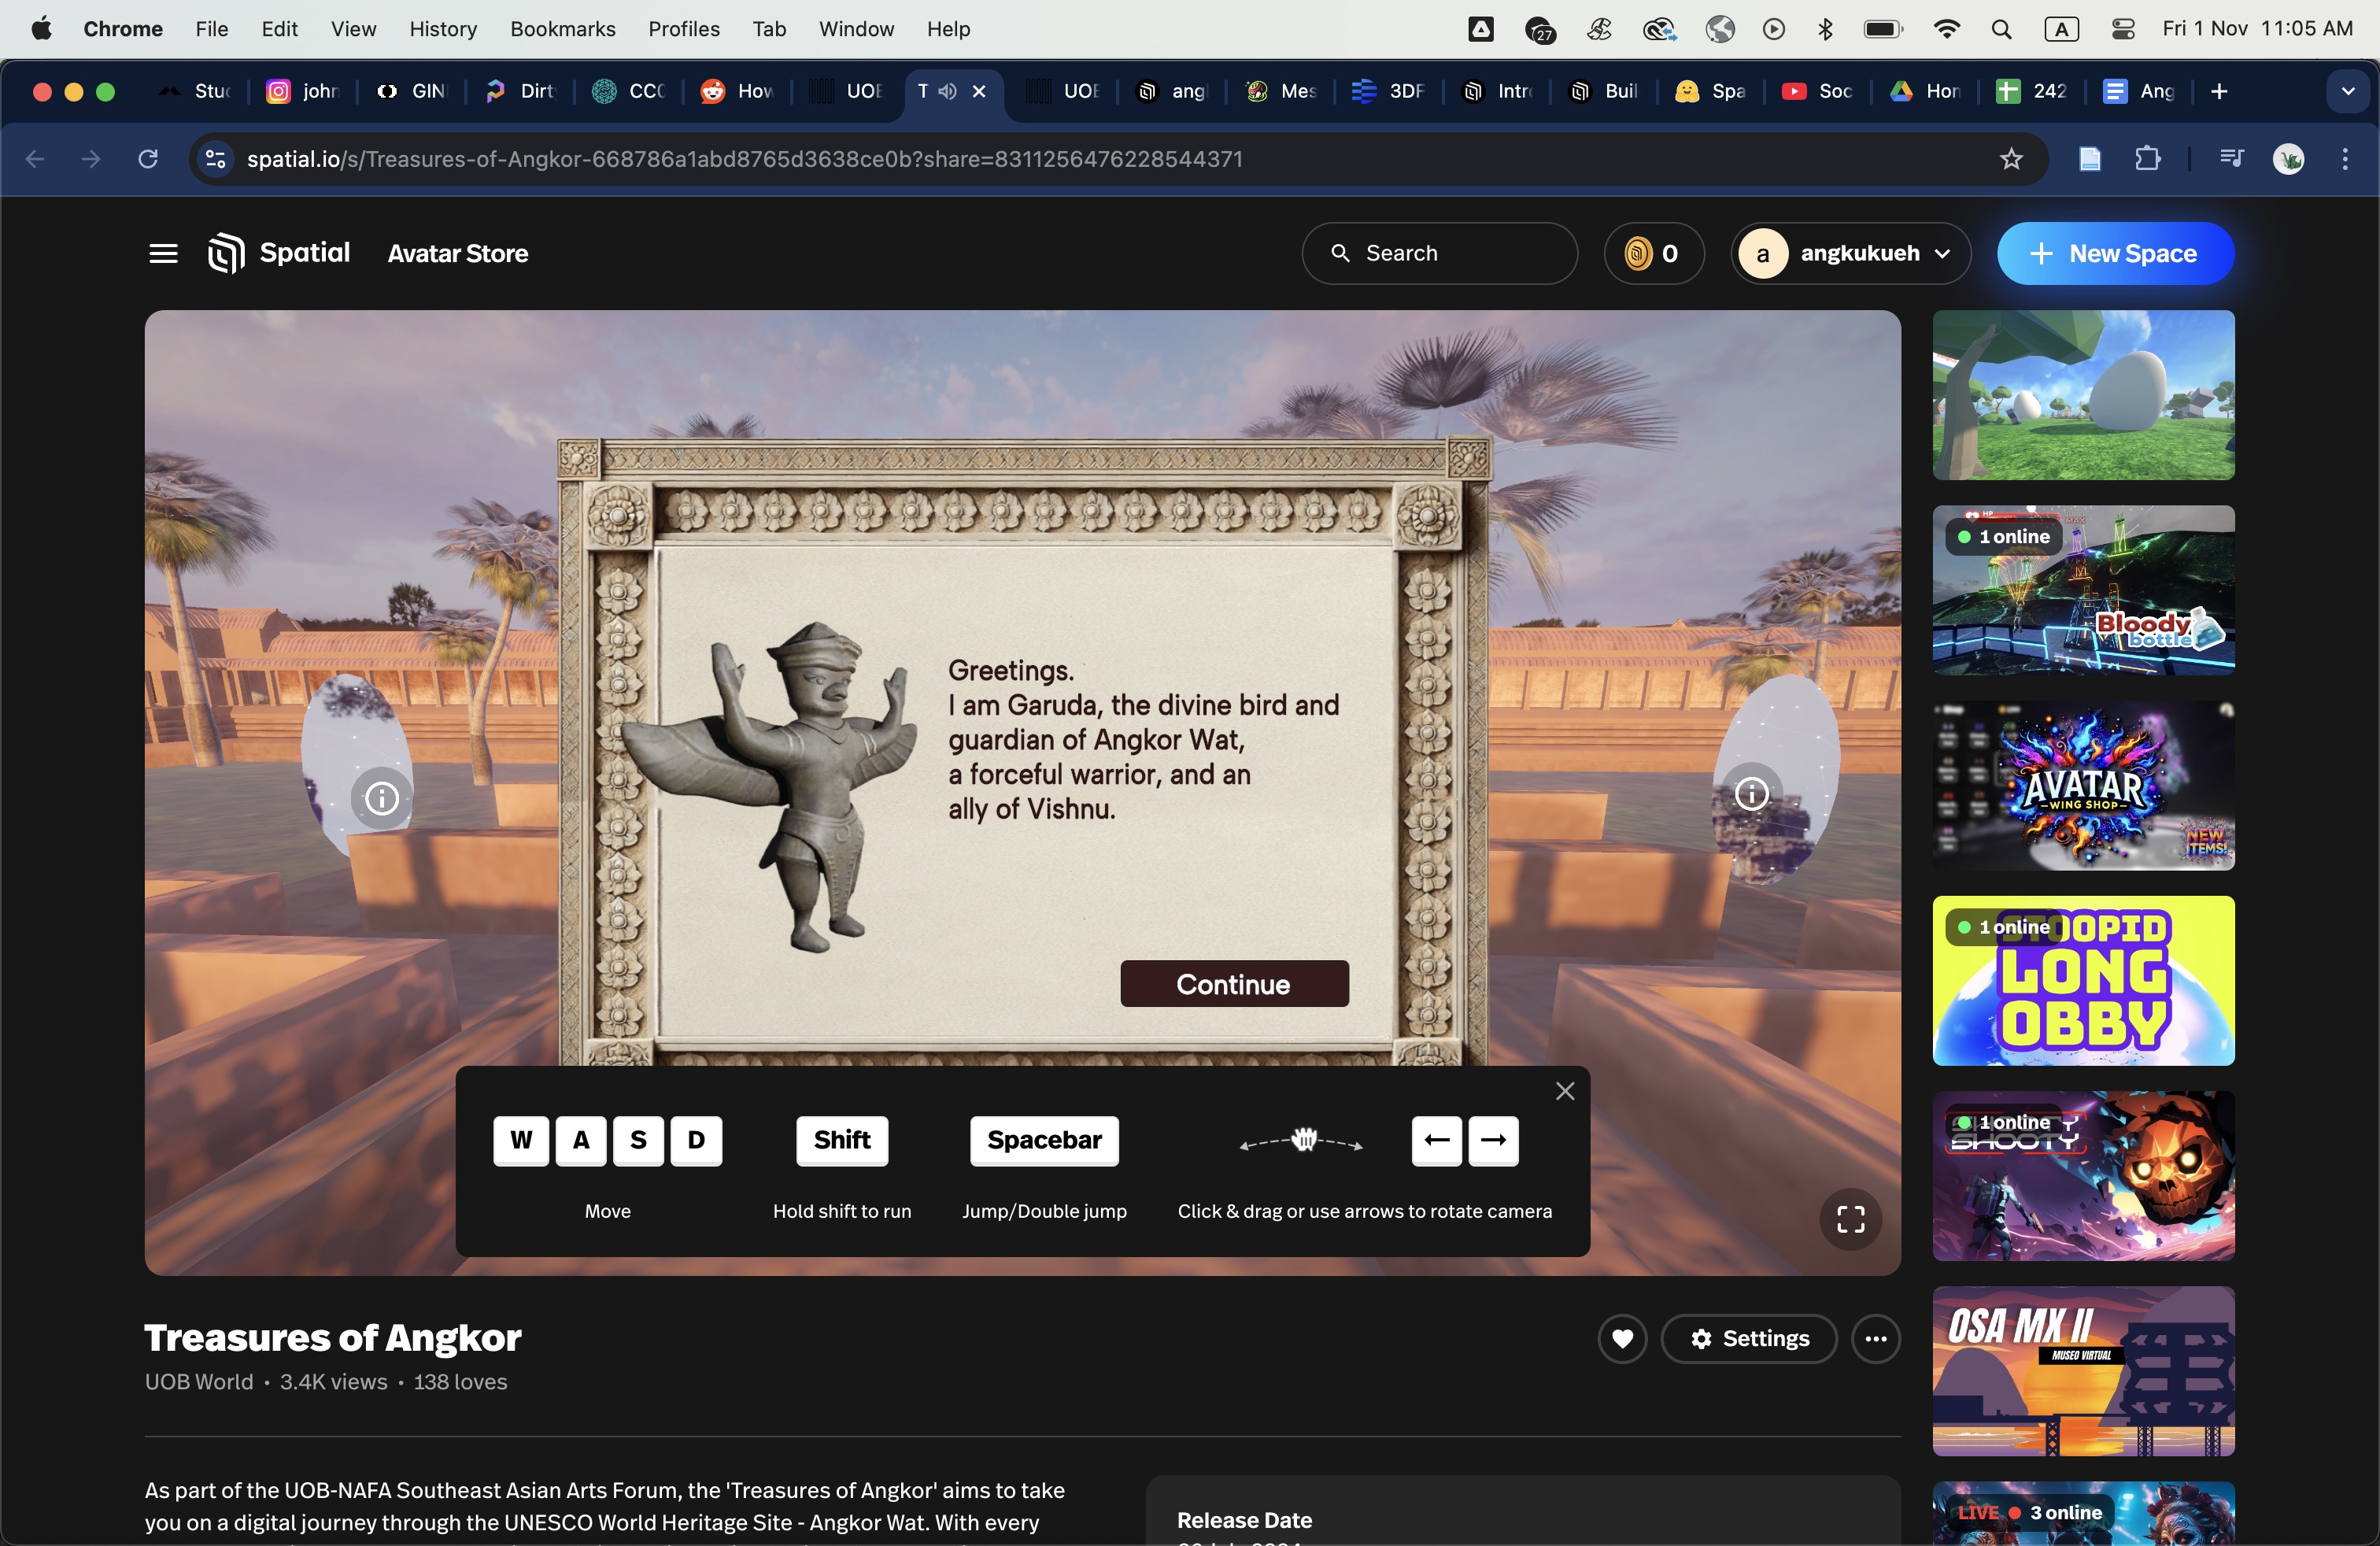 Chrome File Edit View History Bookmarks Profiles Tab Window Help
27 A Fri 1 Nov 11:05 AM
Stu john GIN Dirt CCC How UOB T UOB ang Mes 3DF Intr Buil Spa Soc Hon 242 Ang
spatial.io/s/Treasures-of-Angkor-668786a1abd8765d3638ce0b?share=8311256476228544371
Spatial Avatar Store Search 0 a angkukueh New Space
Greetings.
I am Garuda, the divine bird and
guardian of Angkor Wat,
a forceful warrior, and an
ally of Vishnu.
Continue
W A S D Shift Spacebar
Move Hold shift to run Jump/Double jump Click & drag or use arrows to rotate camera
Treasures of Angkor
Settings
UOB World • 3.4K views • 138 loves
As part of the UOB-NAFA Southeast Asian Arts Forum, the 'Treasures of Angkor' aims to take
you on a digital journey through the UNESCO World Heritage Site - Angkor Wat. With every
Release Date
1 online
Bloody
bottle
AVATAR
WING SHOP
NEW
ITEMS!
1 online
LONG
OBBY
1 online
SHOOTY
OSA MX II
MUSEO VIRTUAL
LIVE 3 online